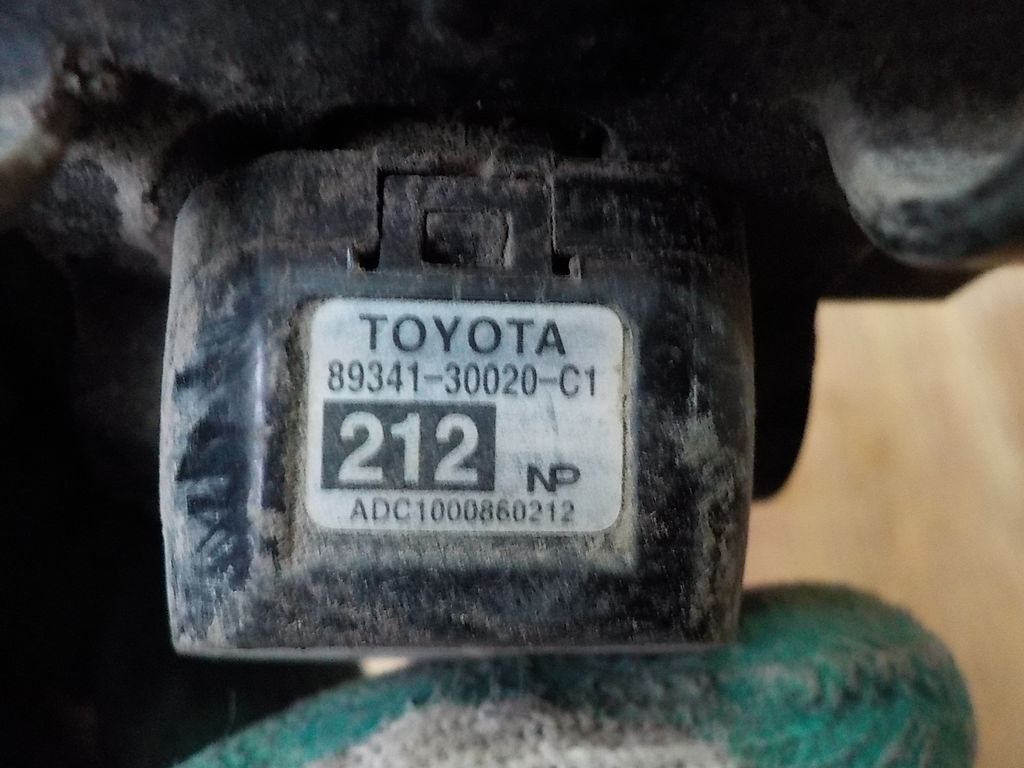 TOYOTA
89341-30020-C1
212 NP
ADC1000860212